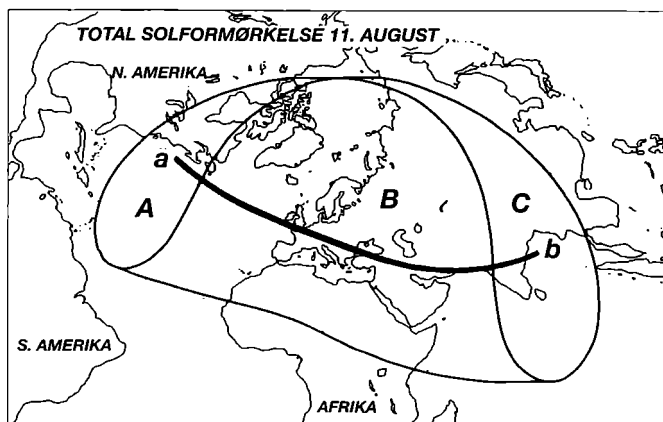 TOTAL SOLFORMØRKELSE 11. AUGUST
N. AMERIKA
a
B
A
C
b
S. AMERIKA
AFRIKA